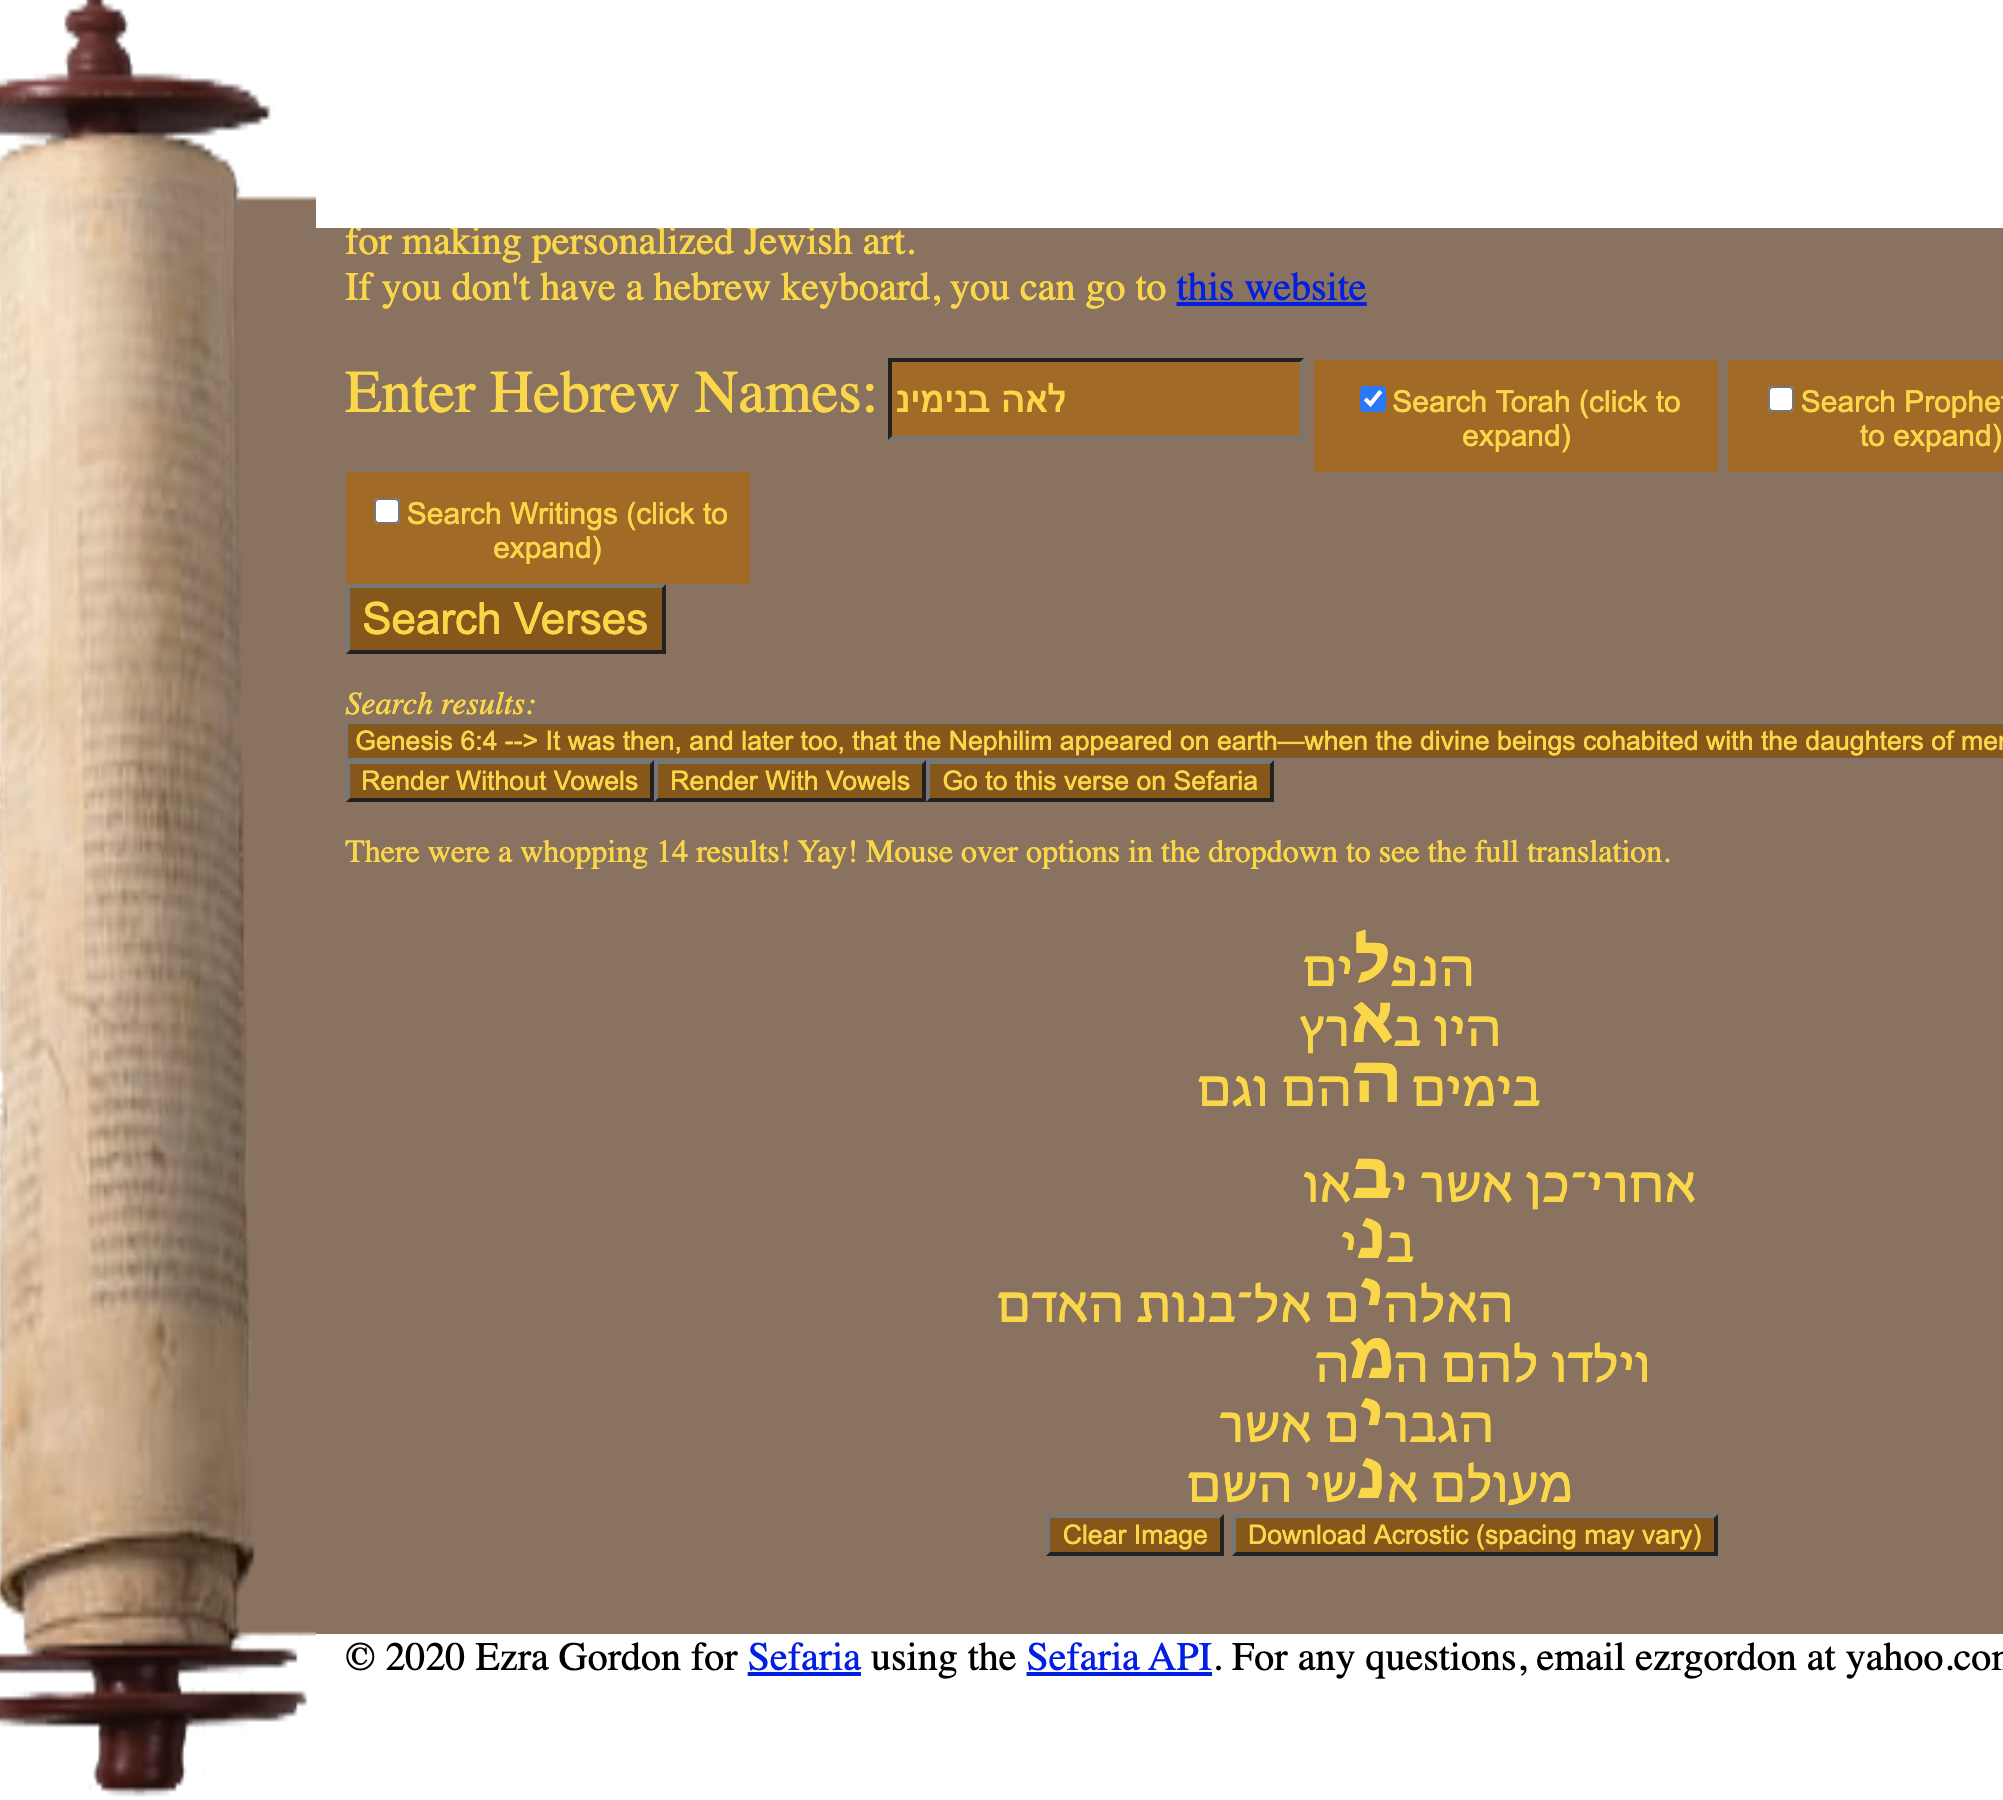 for making personalized Jewish art.
If you don't have a hebrew keyboard, you can go to this website
Enter Hebrew Names: לאה בנימינ
Search Torah (click to
expand)
Search Prophe
to expand)
Search Writings (click to
expand)
Search Verses
Search results:
Genesis 6:4 --> It was then, and later too, that the Nephilim appeared on earth—when the divine beings cohabited with the daughters of me
Render Without Vowels Render With Vowels Go to this verse on Sefaria
There were a whopping 14 results! Yay! Mouse over options in the dropdown to see the full translation.
הנפלים
היו בארץ
בימים ההם וגם
אחרי־כן אשר יבאו
בני
האלהים אל־בנות האדם
וילדו להם המה
הגברים אשר
מעולם אנשי השם
Clear Image Download Acrostic (spacing may vary)
© 2020 Ezra Gordon for Sefaria using the Sefaria API. For any questions, email ezrgordon at yahoo.co